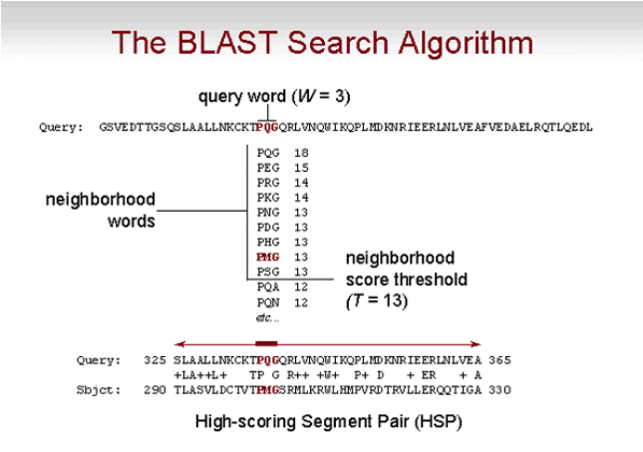 The BLAST Search Algorithm
query word (W = 3)
Query: GSVEDTTGSQSLAALLNKCKTPQGQRLVNQWIKQPLMDKNRIEERLNLVEAFVEDAELRQTLQEDL
PQG 18
PEG 15
PRG 14
PKG 14
PNG 13
PDG 13
PHG 13
PMG 13
PSG 13
PQA 12
PQN 12
etc...
neighborhood
words
neighborhood
score threshold
(T = 13)
Query: 325 SLAALLNKCKTPQGQRLVNQWIKQPLMDKNRIEERLNLVEA 365
+LA++L+ TP G R++ +W+ P+ D + ER + A
Sbjct: 290 TLASVLDCTVTPMGSRMLKRWLHMPVRDTRVLLERQQTIGA 330
High-scoring Segment Pair (HSP)